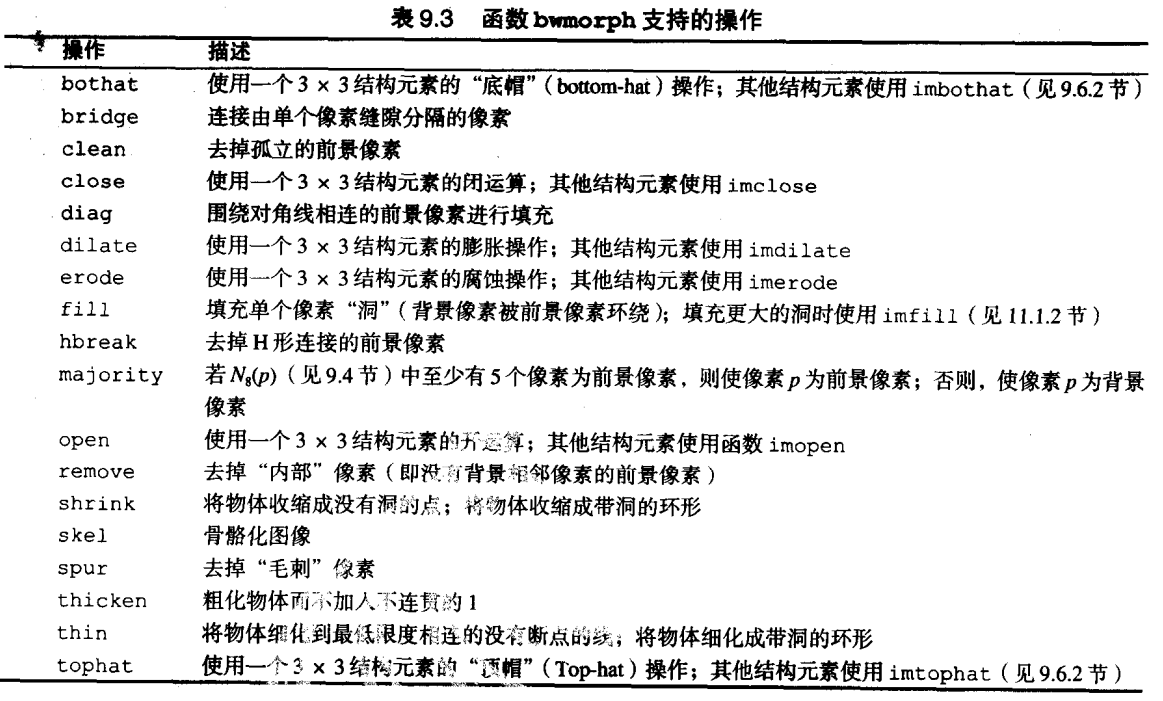 表 9.3 函数 bwmorph 支持的操作
操作 描述
bothat 使用一个 3 × 3 结构元素的“底帽”（bottom-hat）操作；其他结构元素使用 imbothat（见 9.6.2 节）
bridge 连接由单个像素缝隙分隔的像素
clean 去掉孤立的前景像素
close 使用一个 3 × 3 结构元素的闭运算；其他结构元素使用 imclose
diag 围绕对角线相连的前景像素进行填充
dilate 使用一个 3 × 3 结构元素的膨胀操作；其他结构元素使用 imdilate
erode 使用一个 3 × 3 结构元素的腐蚀操作；其他结构元素使用 imerode
fill 填充单个像素“洞”（背景像素被前景像素环绕）；填充更大的洞时使用 imfill（见 11.1.2 节）
hbreak 去掉 H 形连接的前景像素
majority 若 N₈(p)（见 9.4 节）中至少有 5 个像素为前景像素，则使像素 p 为前景像素；否则，使像素 p 为背景
像素
open 使用一个 3 × 3 结构元素的开运算；其他结构元素使用函数 imopen
remove 去掉“内部”像素（即没有背景相邻像素的前景像素）
shrink 将物体收缩成没有洞的点；将物体收缩成带洞的环形
skel 骨骼化图像
spur 去掉“毛刺”像素
thicken 粗化物体而不加人不连贯的 1
thin 将物体细化到最低限度相连的没有断点的线；将物体细化成带洞的环形
tophat 使用一个 3 × 3 结构元素的“顶帽”（Top-hat）操作；其他结构元素使用 imtophat（见 9.6.2 节）